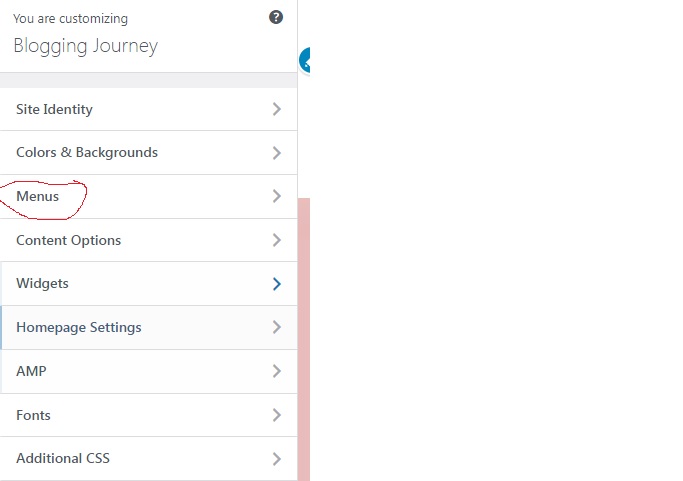 You are customizing
Blogging Journey
Site Identity
Colors & Backgrounds
Menus
Content Options
Widgets
Homepage Settings
AMP
Fonts
Additional CSS